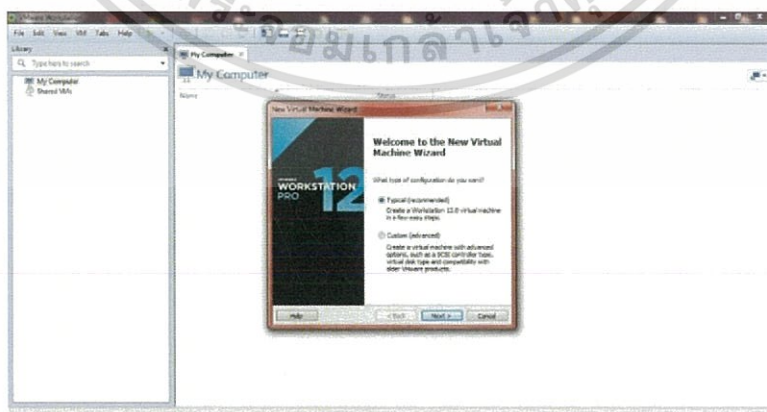 VMware Workstation
File Edit View VM Tabs Help
Library
Type here to search
My Computer
Shared VMs
My Computer
My Computer
Name
Status
New Virtual Machine Wizard
WORKSTATION
PRO 12
Welcome to the New Virtual
Machine Wizard
What type of configuration do you want?
Typical (recommended)
Create a Workstation 12.0 virtual machine
in a few easy steps.
Custom (advanced)
Create a virtual machine with advanced
options, such as a SCSI controller type,
virtual disk type and compatibility with
older VMware products.
Help
< Back
Next >
Cancel